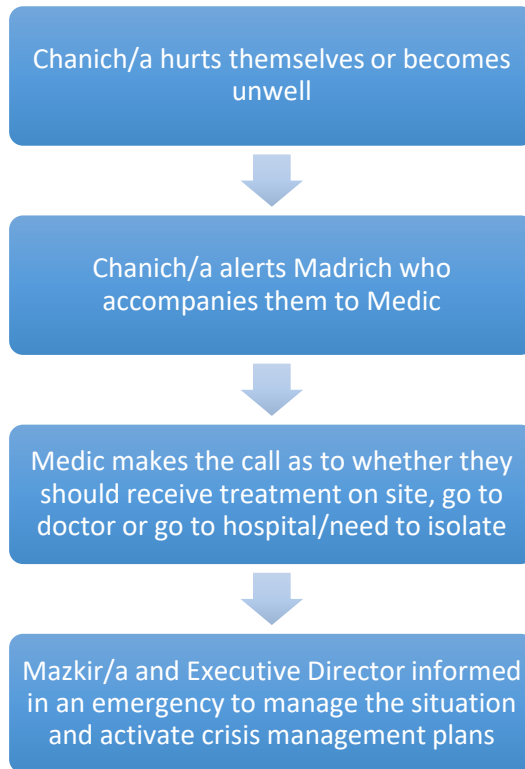 Chanich/a hurts themselves or becomes
unwell
Chanich/a alerts Madrich who
accompanies them to Medic
Medic makes the call as to whether they
should receive treatment on site, go to
doctor or go to hospital/need to isolate
Mazkir/a and Executive Director informed
in an emergency to manage the situation
and activate crisis management plans